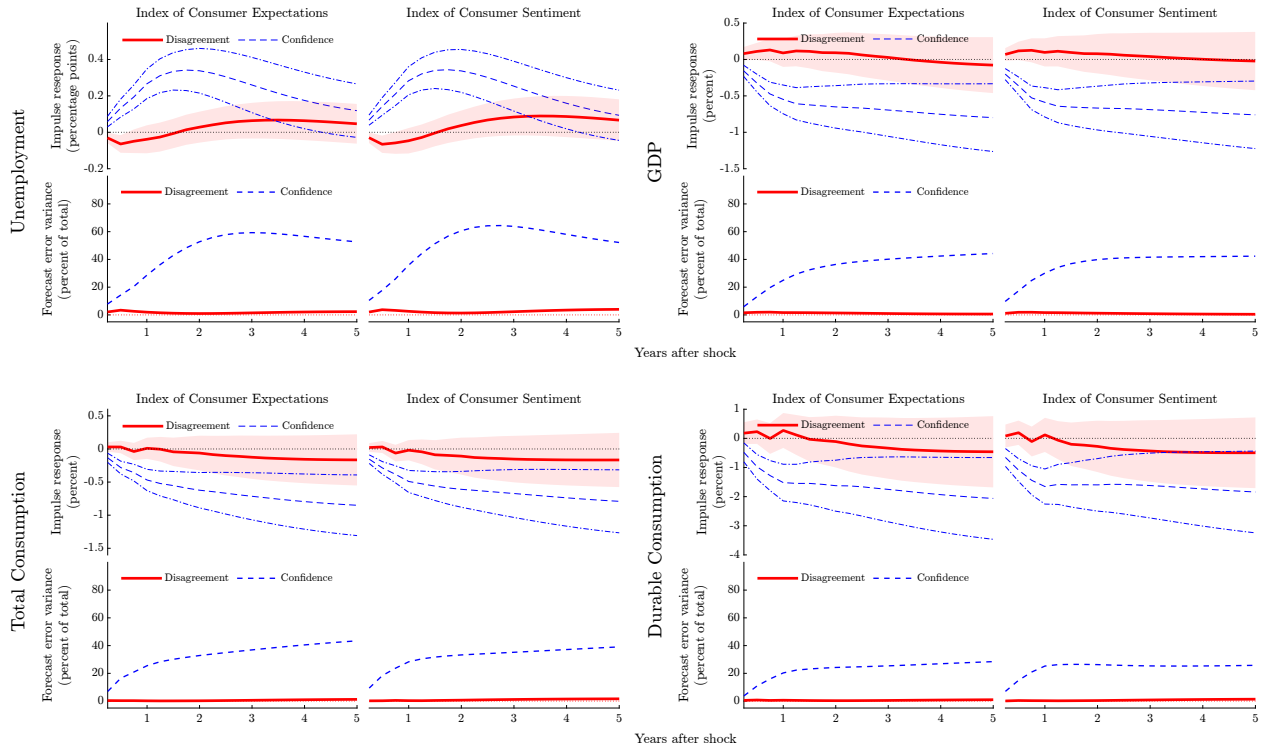 Index of Consumer Expectations
Index of Consumer Sentiment
Disagreement
Confidence
Impulse reseponse
(percentage points)
0.4
0.2
0
-0.2
Unemployment
Disagreement
Confidence
Forecast error variance
(percent of total)
80
60
40
20
0
1 2 3 4 5
1 2 3 4 5
Index of Consumer Expectations
Index of Consumer Sentiment
Disagreement
Confidence
Impulse reseponse
(percent)
0.5
0
-0.5
-1
-1.5
GDP
Disagreement
Confidence
Forecast error variance
(percent of total)
80
60
40
20
0
1 2 3 4 5
1 2 3 4 5
Years after shock
Index of Consumer Expectations
Index of Consumer Sentiment
Disagreement
Confidence
Impulse reseponse
(percent)
0.5
0
-0.5
-1
-1.5
Total Consumption
Disagreement
Confidence
Forecast error variance
(percent of total)
80
60
40
20
0
1 2 3 4 5
1 2 3 4 5
Index of Consumer Expectations
Index of Consumer Sentiment
Disagreement
Confidence
Impulse reseponse
(percent)
1
0
-1
-2
-3
-4
Durable Consumption
Disagreement
Confidence
Forecast error variance
(percent of total)
80
60
40
20
0
1 2 3 4 5
1 2 3 4 5
Years after shock